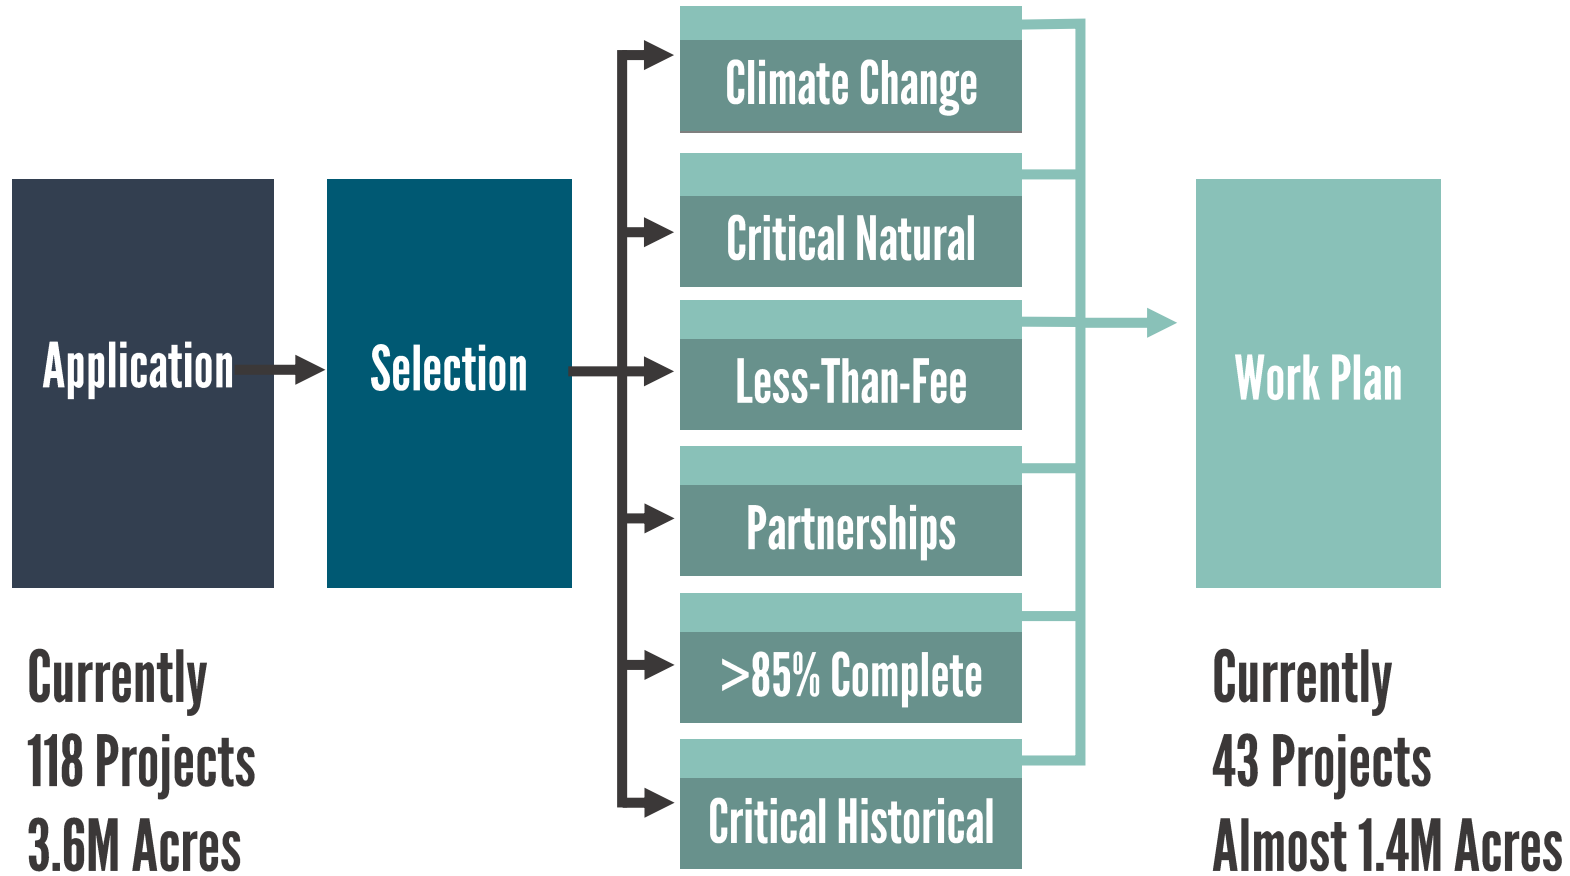 Application
Selection
Climate Change
Critical Natural
Less-Than-Fee
Partnerships
>85% Complete
Critical Historical
Work Plan
Currently
118 Projects
3.6M Acres
Currently
43 Projects
Almost 1.4M Acres